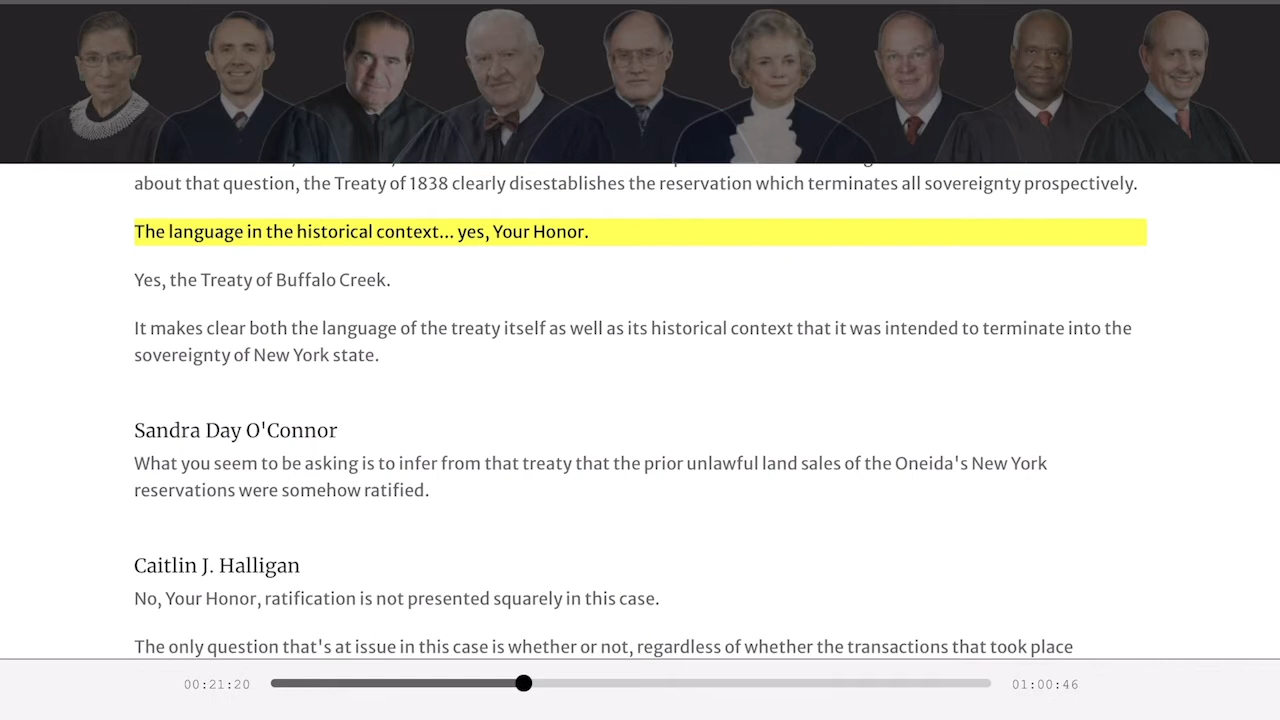 about that question, the Treaty of 1838 clearly disestablishes the reservation which terminates all sovereignty prospectively.
The language in the historical context... yes, Your Honor.
Yes, the Treaty of Buffalo Creek.
It makes clear both the language of the treaty itself as well as its historical context that it was intended to terminate into the
sovereignty of New York state.
Sandra Day O'Connor
What you seem to be asking is to infer from that treaty that the prior unlawful land sales of the Oneida's New York
reservations were somehow ratified.
Caitlin J. Halligan
No, Your Honor, ratification is not presented squarely in this case.
The only question that's at issue in this case is whether or not, regardless of whether the transactions that took place
00:21:20
01:00:46